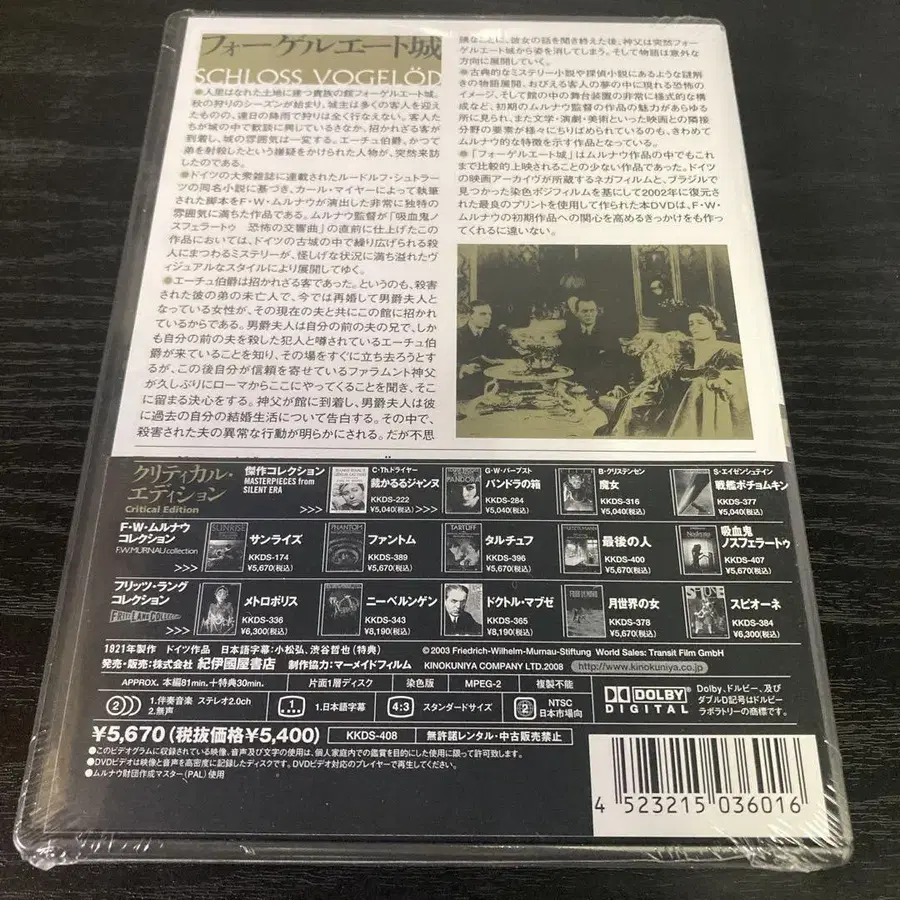 フォーゲルエート城
SCHLOSS VOGELÖD
●人里はなれた土地に建つ貴族の館フォーゲルエート城。
秋の狩りのシーズンが始まり、城主は多くの客人を迎え
たものの、連日の降雨で狩りは全く行えない。客人た
ちが城の中で歓談に興じているさなか、招かれざる客が
到着し、城の雰囲気は一変する。エーチュ伯爵、かつて
弟を射殺したという嫌疑をかけられた人物が、突然来訪
したのである。
●ドイツの大衆雑誌に連載されたルードルフ・シュトラー
ツの同名小説に基づき、カール・マイヤーによって執筆
された脚本をF・W・ムルナウが演出した非常に独特の
雰囲気に満ちた作品である。ムルナウ監督が「吸血鬼ノ
スフェラートゥ 恐怖の交響曲」の直前に仕上げたこの
作品においては、ドイツの古城の中で繰り広げられる殺
人にまつわるミステリーが、怪しげな状況に満ち溢れたヴ
ィジュアルなスタイルにより展開してゆく。
●エーチュ伯爵は招かれざる客であった。というのも、殺
害された彼の弟の未亡人で、今では再婚して男爵夫人と
なっている女性が、その現在の夫と共にこの館に招か
れているからである。男爵夫人は自分の前の夫の兄で、しか
も自分の前の夫を殺した犯人と噂されているエーチュ伯
爵が来ていることを知り、その場をすぐに立ち去ろうとす
るが、この後自分が信頼を寄せているファラムント神父
が久しぶりにローマからここにやってくることを聞き、そこ
に留まる決心をする。神父が館に到着し、男爵夫人は彼
に過去の自分の結婚生活について告白する。その中で、
殺害された夫の異常な行動が明らかにされる。だが不思
議なことに、彼女の話を聞き終えた後、神父は突然フォー
ゲルエート城から姿を消してしまう。そして物語は意外な
方向に展開していく。
●古典的なミステリー小説や探偵小説にあるような謎解
きの物語展開、おびえる客人の夢の中に現れる恐怖の
イメージ、そして館の中の舞台装置の非常に様式的な構
成など、初期のムルナウ監督の作品の魅力があらゆる
所に見られ、また文学・演劇・美術といった映画との隣接
分野の要素が様々にちりばめられているのも、きわめて
ムルナウ的な特徴を示す作品となっている。
●「フォーゲルエート城」はムルナウ作品の中でもこれ
まで比較的上映されることの少ない作品であった。ドイツ
の映画アーカイヴが所蔵するネガフィルムと、ブラジルで
見つかった染色ポジフィルムを基にして2002年に復元さ
れた最良のプリントを使用して作られた本DVDは、F・W・
ムルナウの初期作品への関心を高めるきっかけをも作っ
てくれるに違いない。
クリティカル・
エディション
Critical Edition
傑作コレクション
MASTERPIECES from
SILENT ERA
>>>
C・Th.ドライヤー
裁かるるジャンヌ
KKDS-222
¥5,040(税込)
>>>
G・W・パープスト
パンドラの箱
KKDS-284
¥5,040(税込)
B・クリステンセン
魔女
KKDS-316
¥5,040(税込)
S・エイゼンシュテイン
戦艦ポチョムキン
KKDS-377
¥5,040(税込)
F・W・ムルナウ
コレクション
F.W.MURNAU collection
>>>
サンライズ
KKDS-174
¥5,670(税込)
ファントム
KKDS-389
¥5,670(税込)
タルチュフ
KKDS-396
¥5,670(税込)
最後の人
KKDS-400
¥5,670(税込)
吸血鬼
ノスフェラートゥ
KKDS-407
¥5,670(税込)
フリッツ・ラング
コレクション
FRITZ LANG COLLECTION
>>>
メトロポリス
KKDS-336
¥6,300(税込)
ニーベルンゲン
KKDS-343
¥8,190(税込)
ドクトル・マブゼ
KKDS-365
¥8,190(税込)
月世界の女
KKDS-378
¥5,670(税込)
スピオーネ
KKDS-384
¥6,300(税込)
1921年製作 ドイツ作品 日本語字幕:小松弘、渋谷哲也(特典)
発売・販売:株式会社 紀伊國屋書店 制作協力:マーメイドフィルム
© 2003 Friedrich-Wilhelm-Murnau-Stiftung World Sales: Transit Film GmbH
KINOKUNIYA COMPANY LTD.2008 http://www.kinokuniya.co.jp
APPROX. 本編81min.+特典30min. 片面1層ディスク 染色版 MPEG-2 複製不能
2 1.伴奏音楽 ステレオ2.0ch
2.無声
1 1.日本語字幕
4:3 スタンダードサイズ
2 NTSC
日本市場向
DOLBY
DIGITAL
Dolby、ドルビー、及び
ダブルD記号はドルビー
ラボラトリーの商標です。
¥5,670(税抜価格¥5,400) KKDS-408 無許諾レンタル・中古販売禁止
●このビデオグラムに収録されている映像、音声及び文字の使用は、個人家庭内での鑑賞を目的にした使用に限って許可致します。
●DVDビデオは映像と音声を高密度に記録したディスクです。DVDビデオ対応のプレイヤーで再生してください。
●ムルナウ財団作成マスター(PAL)使用
4 523215 036016